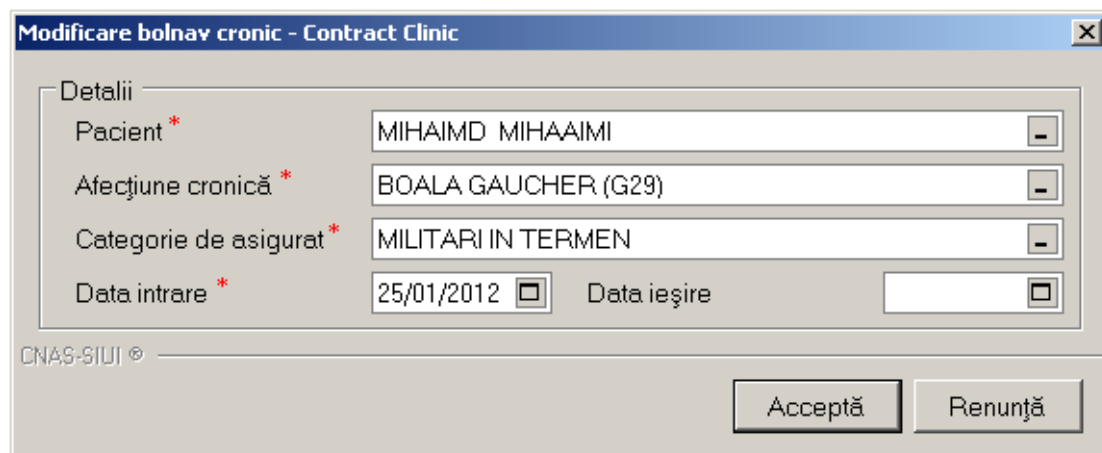 Modificare bolnav cronic - Contract Clinic
Detalii
Pacient * MIHAIMD MIHAAIMI
Afecţiune cronică * BOALA GAUCHER (G29)
Categorie de asigurat * MILITARI IN TERMEN
Data intrare * 25/01/2012 Data ieşire
CNAS-SIUI ®
Acceptă Renunţă